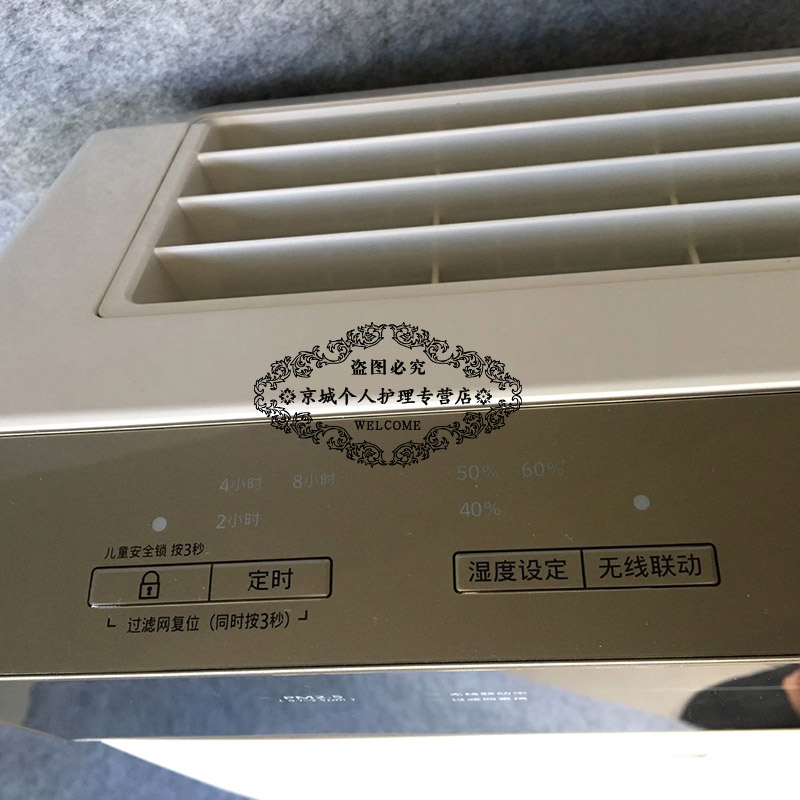 盗图必究
京城个人护理专营店
WELCOME
4小时 8小时
2小时
50% 60%
40%
儿童安全锁 按3秒
定时
湿度设定 无线联动
过滤网复位（同时按3秒）
PM2.5